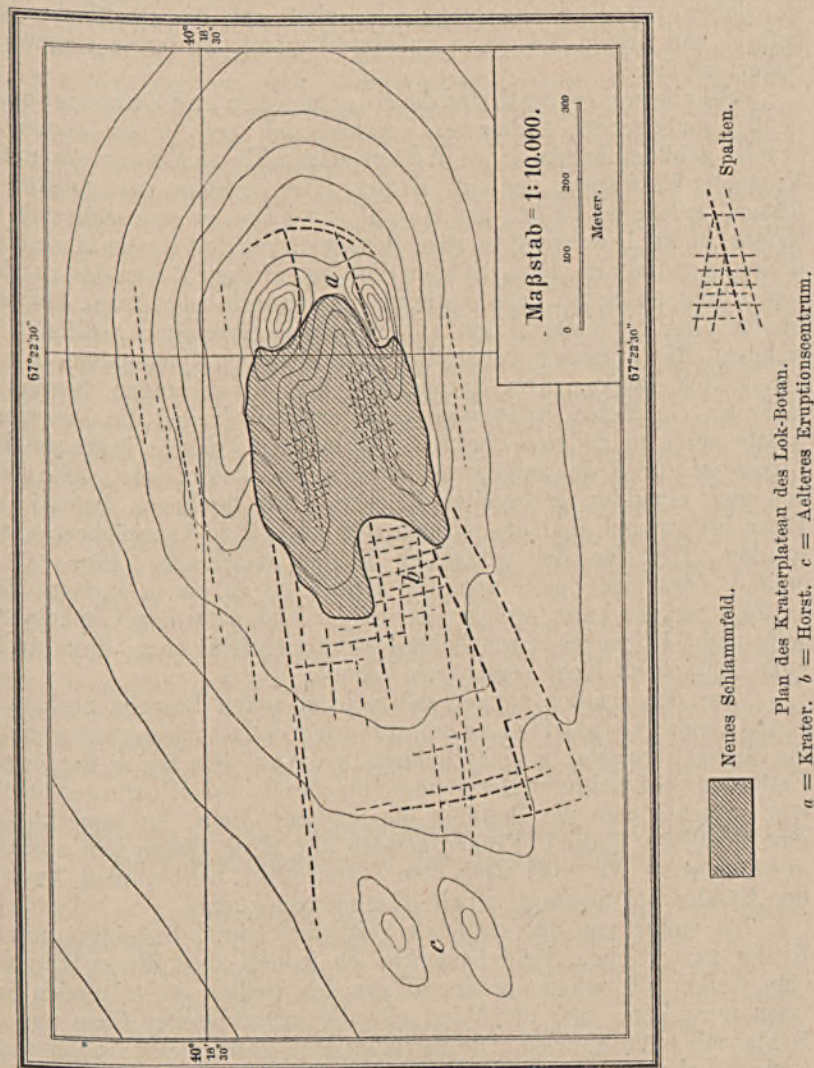 40°
18'
30"
67°22'30"
a
b
c
40°
18'
30"
67°22'30"
Maßstab = 1:10.000.
0 100 200 300
Meter.
Neues Schlammfeld.
Spalten.
Plan des Kraterplateau des Lok-Botan.
a = Krater. b = Horst. c = Aelteres Eruptionscentrum.